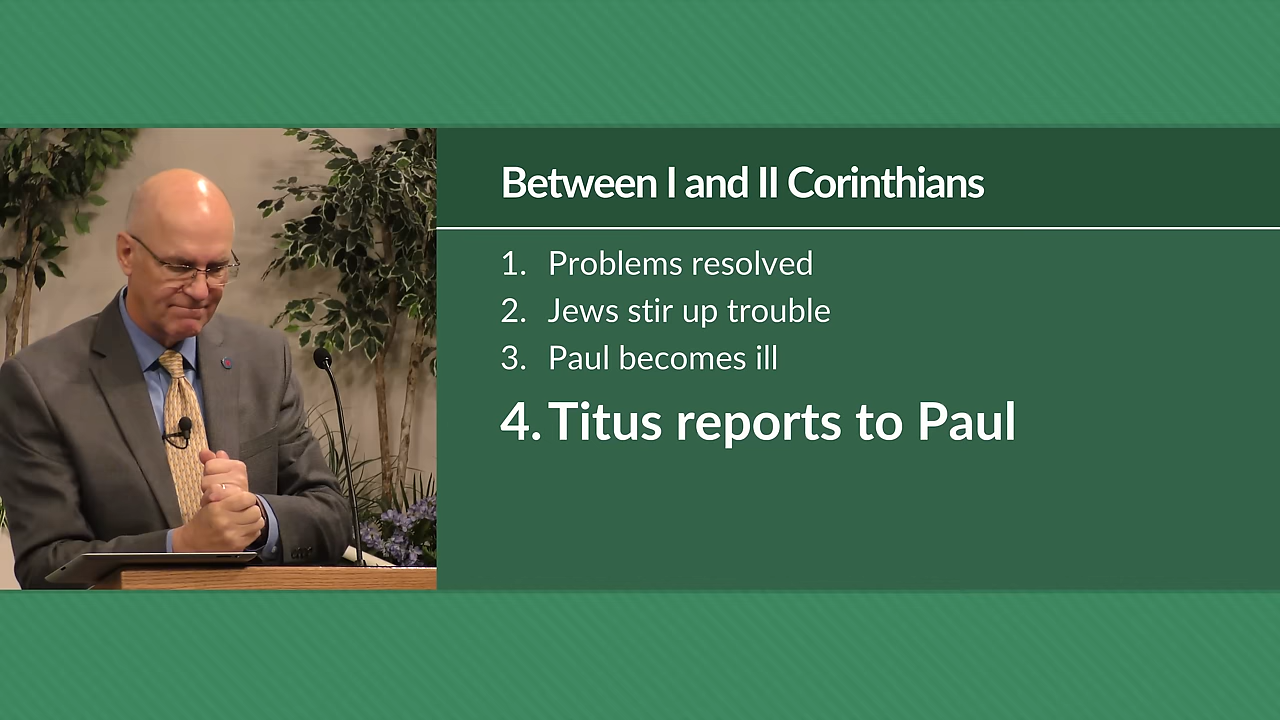 Between I and II Corinthians
1. Problems resolved
2. Jews stir up trouble
3. Paul becomes ill
4. Titus reports to Paul